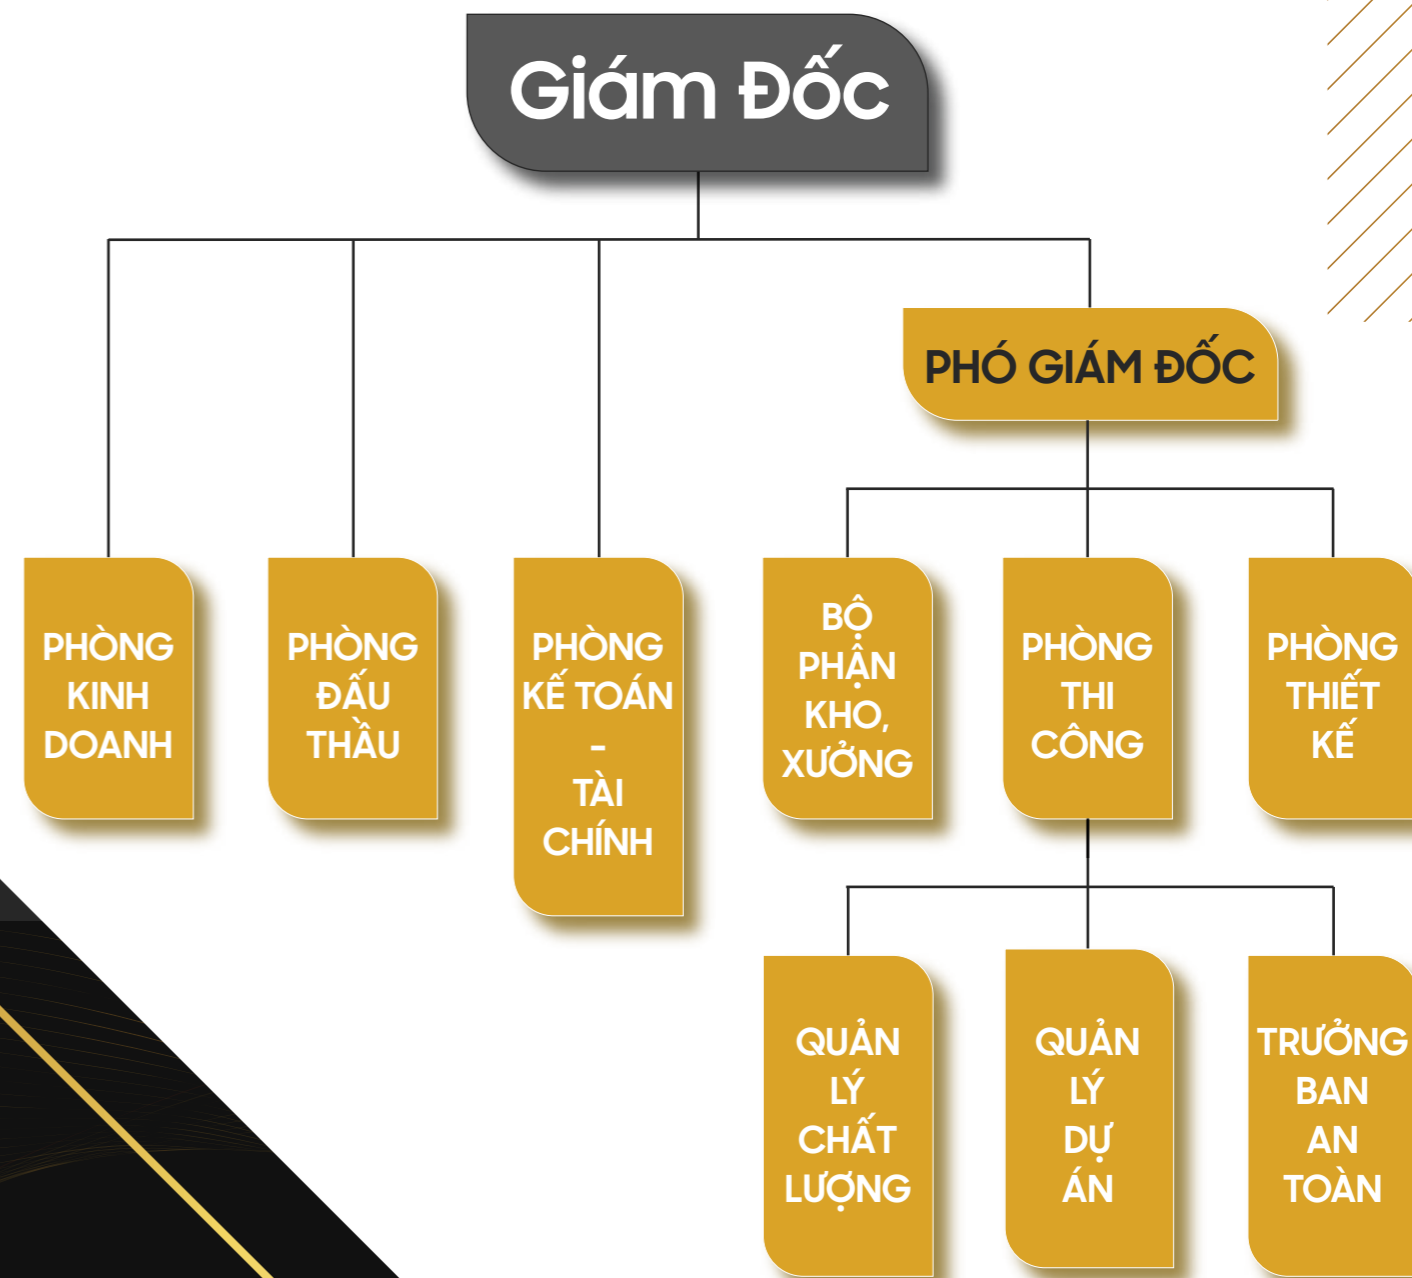 Giám Đốc
PHÓ GIÁM ĐỐC
PHÒNG
KINH
DOANH
PHÒNG
ĐẤU
THẦU
PHÒNG
KẾ TOÁN
-
TÀI
CHÍNH
BỘ
PHẬN
KHO,
XƯỞNG
PHÒNG
THI
CÔNG
PHÒNG
THIẾT
KẾ
QUẢN
LÝ
CHẤT
LƯỢNG
QUẢN
LÝ
DỰ
ÁN
TRƯỞNG
BAN
AN
TOÀN